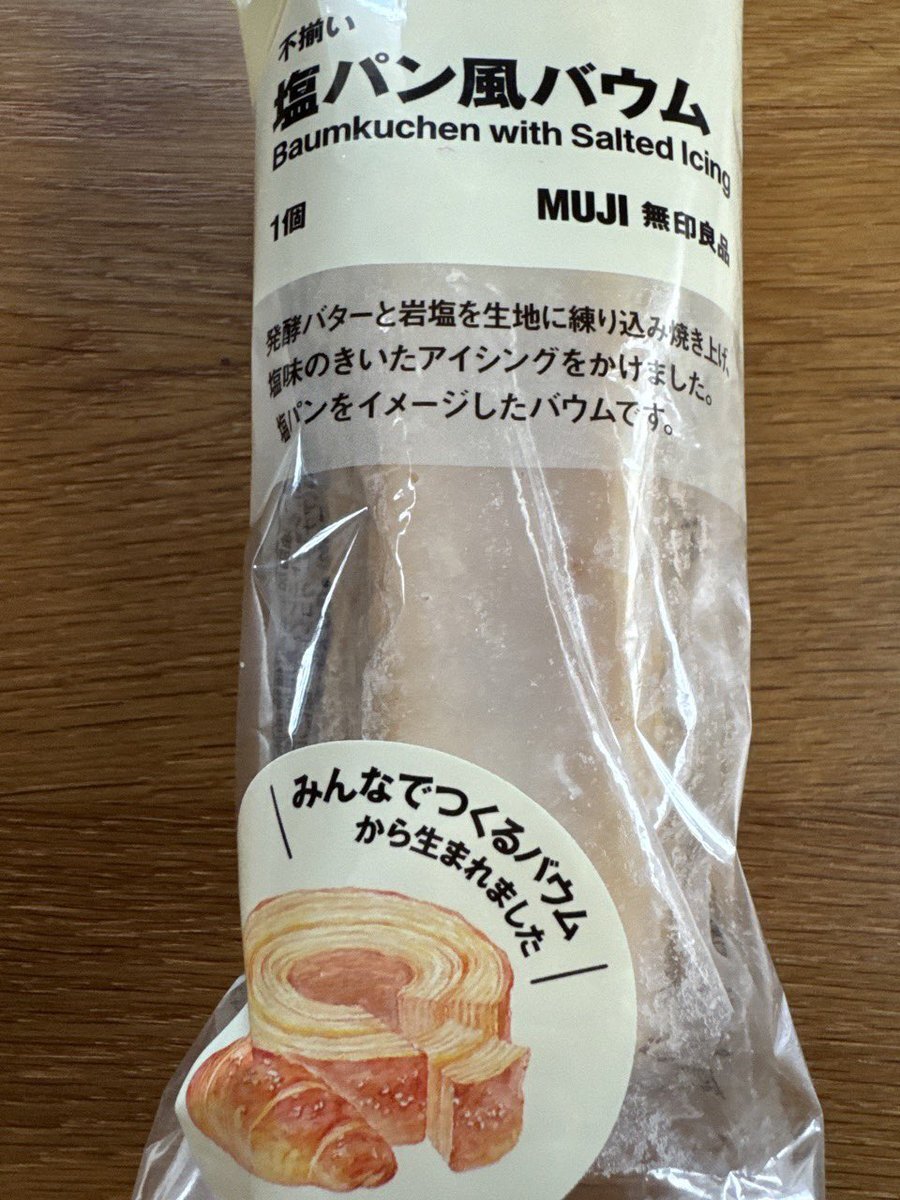 不揃い
塩パン風バウム
Baumkuchen with Salted Icing
1個
MUJI 無印良品
発酵バターと岩塩を生地に練り込み焼き上げ、
塩味のきいたアイシングをかけました。
塩パンをイメージしたバウムです。
みんなでつくるバウム
から生まれました